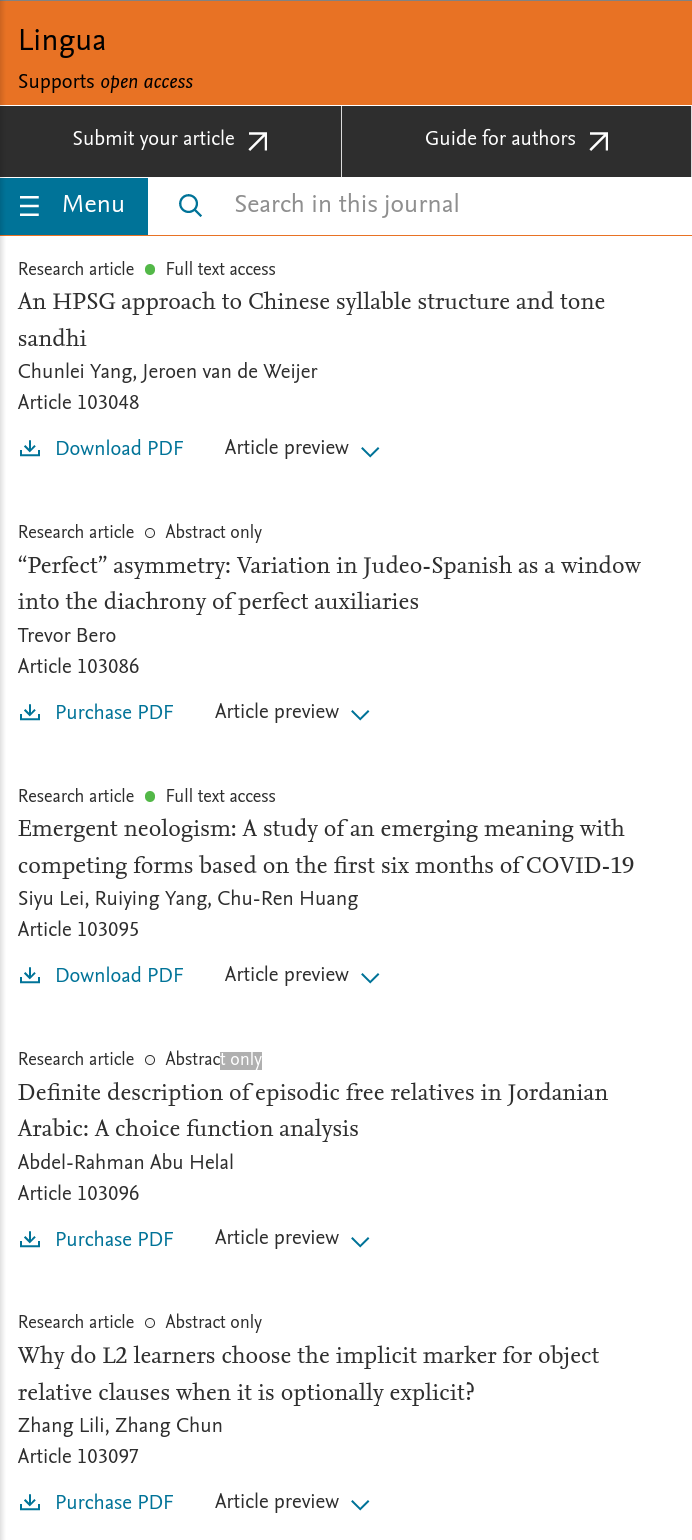 Lingua
Supports open access
Submit your article
Guide for authors
Menu
Search in this journal
Research article
Full text access
An HPSG approach to Chinese syllable structure and tone
sandhi
Chunlei Yang, Jeroen van de Weijer
Article 103048
Download PDF
Article preview
Research article
Abstract only
“Perfect” asymmetry: Variation in Judeo-Spanish as a window
into the diachrony of perfect auxiliaries
Trevor Bero
Article 103086
Purchase PDF
Article preview
Research article
Full text access
Emergent neologism: A study of an emerging meaning with
competing forms based on the first six months of COVID-19
Siyu Lei, Ruiying Yang, Chu-Ren Huang
Article 103095
Download PDF
Article preview
Research article
Abstract only
Definite description of episodic free relatives in Jordanian
Arabic: A choice function analysis
Abdel-Rahman Abu Helal
Article 103096
Purchase PDF
Article preview
Research article
Abstract only
Why do L2 learners choose the implicit marker for object
relative clauses when it is optionally explicit?
Zhang Lili, Zhang Chun
Article 103097
Purchase PDF
Article preview